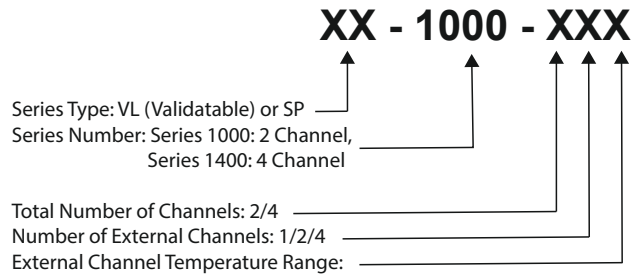 XX - 1000 - XXX
Series Type: VL (Validatable) or SP
Series Number: Series 1000: 2 Channel,
Series 1400: 4 Channel
Total Number of Channels: 2/4
Number of External Channels: 1/2/4
External Channel Temperature Range: